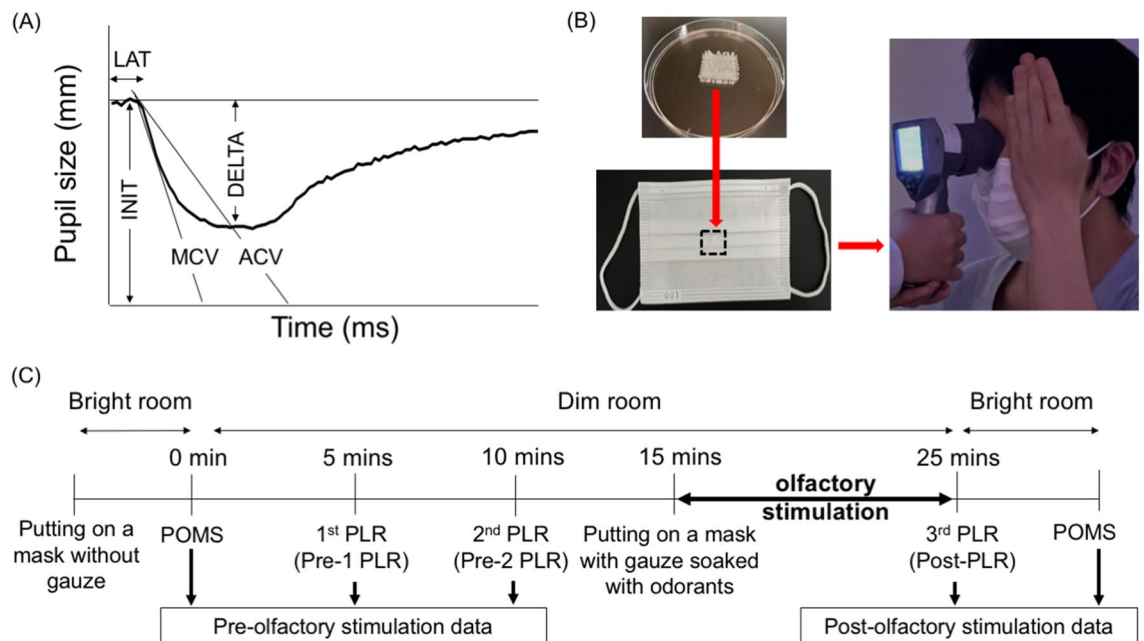 (A)
LAT
Pupil size (mm)
INIT
DELTA
MCV
ACV
Time (ms)
(B)
OUT
(C)
Bright room
Dim room
Bright room
0 min
5 mins
10 mins
15 mins
25 mins
olfactory
stimulation
Putting on a
mask without
gauze
POMS
1st PLR
(Pre-1 PLR)
2nd PLR
(Pre-2 PLR)
Putting on a mask
with gauze soaked
with odorants
3rd PLR
(Post-PLR)
POMS
Pre-olfactory stimulation data
Post-olfactory stimulation data